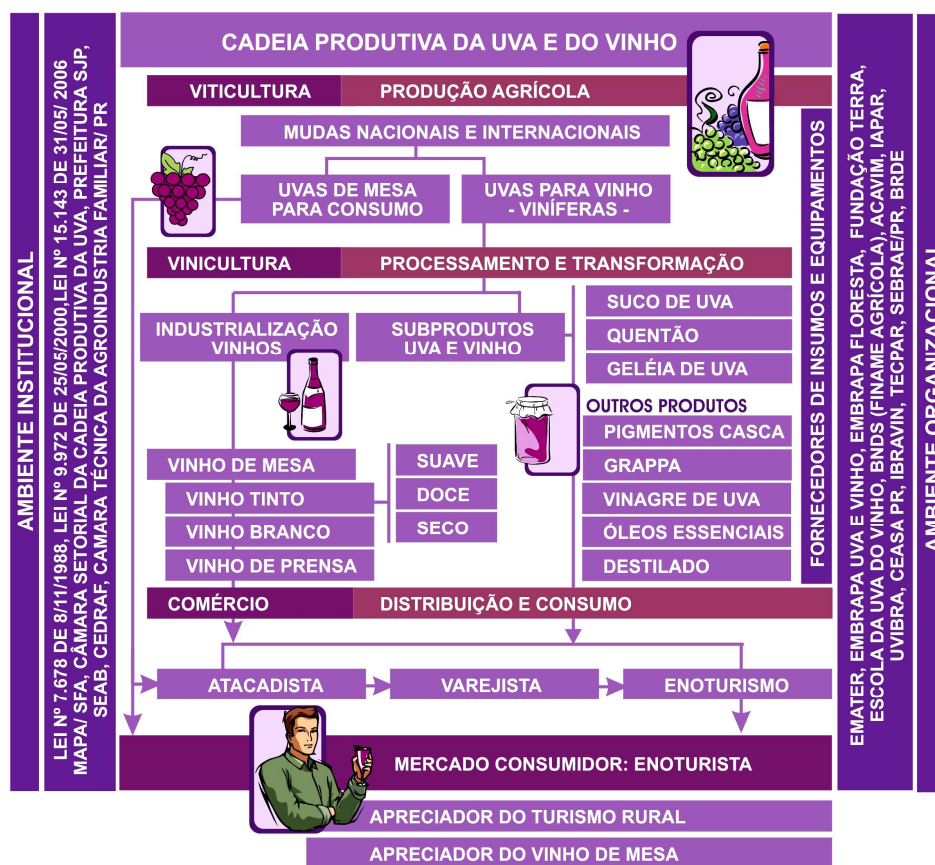 CADEIA PRODUTIVA DA UVA E DO VINHO
AMBIENTE INSTITUCIONAL
LEI Nº 7.678 DE 8/11/1988, LEI Nº 9.972 DE 25/05/2000,LEI Nº 15.143 DE 31/05/ 2006
MAPA/ SFA, CÂMARA SETORIAL DA CADEIA PRODUTIVA DA UVA, PREFEITURA SJP,
SEAB, CEDRAF, CAMARA TÉCNICA DA AGROINDUSTRIA FAMILIAR/ PR
VITICULTURA PRODUÇÃO AGRÍCOLA
MUDAS NACIONAIS E INTERNACIONAIS
UVAS DE MESA
PARA CONSUMO
UVAS PARA VINHO
- VINÍFERAS -
VINICULTURA PROCESSAMENTO E TRANSFORMAÇÃO
INDUSTRIALIZAÇÃO
VINHOS
SUBPRODUTOS
UVA E VINHO
SUCO DE UVA
QUENTÃO
GELÉIA DE UVA
OUTROS PRODUTOS
PIGMENTOS CASCA
GRAPPA
VINAGRE DE UVA
ÓLEOS ESSENCIAIS
DESTILADO
VINHO DE MESA
VINHO TINTO
VINHO BRANCO
VINHO DE PRENSA
SUAVE
DOCE
SECO
COMÉRCIO DISTRIBUIÇÃO E CONSUMO
ATACADISTA
VAREJISTA
ENOTURISMO
MERCADO CONSUMIDOR: ENOTURISTA
APRECIADOR DO TURISMO RURAL
APRECIADOR DO VINHO DE MESA
FORNECEDORES DE INSUMOS E EQUIPAMENTOS
EMATER, EMBRAPA UVA E VINHO, EMBRAPA FLORESTA, FUNDAÇÃO TERRA,
ESCOLA DA UVA DO VINHO, BNDS (FINAME AGRÍCOLA), ACAVIM, IAPAR,
UVIBRA, CEASA PR, IBRAVIN, TECPAR, SEBRAE/PR, BRDE
AMBIENTE ORGANIZACIONAL